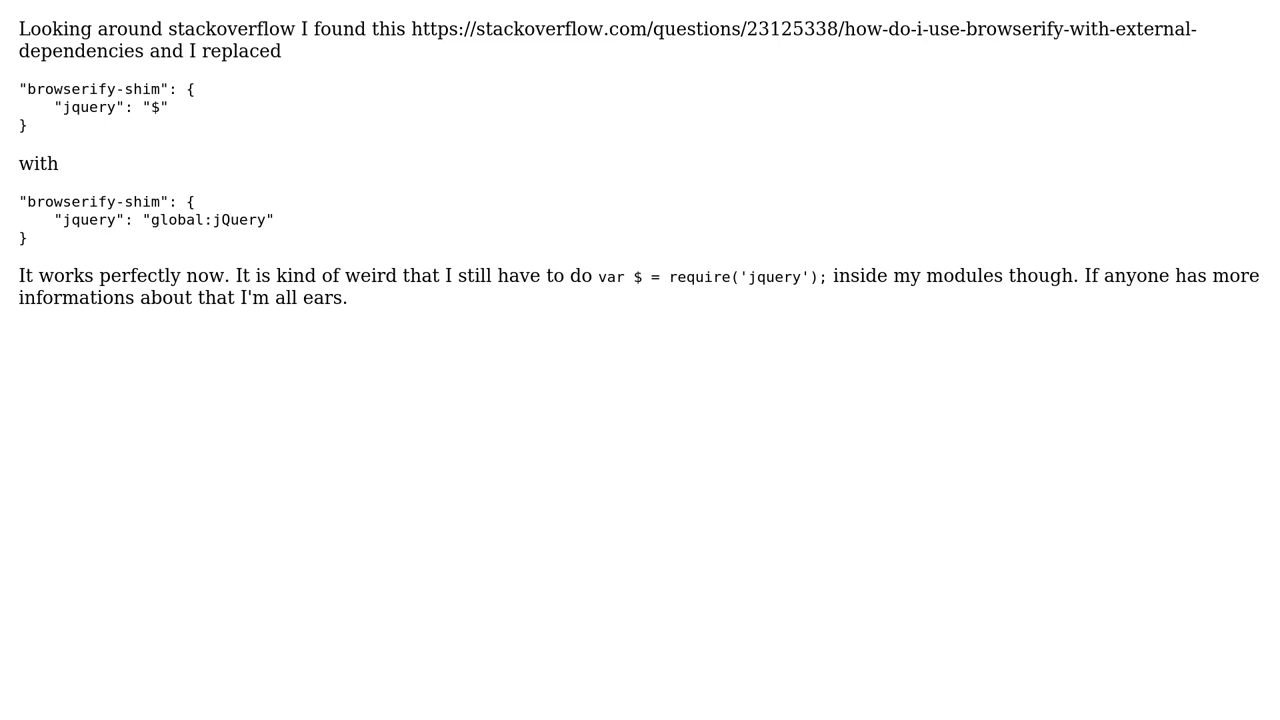 Looking around stackoverflow I found this https://stackoverflow.com/questions/23125338/how-do-i-use-browserify-with-external-
dependencies and I replaced
"browserify-shim": {
    "jquery": "$"
}
with
"browserify-shim": {
    "jquery": "global:jQuery"
}
It works perfectly now. It is kind of weird that I still have to do var $ = require('jquery'); inside my modules though. If anyone has more
informations about that I'm all ears.